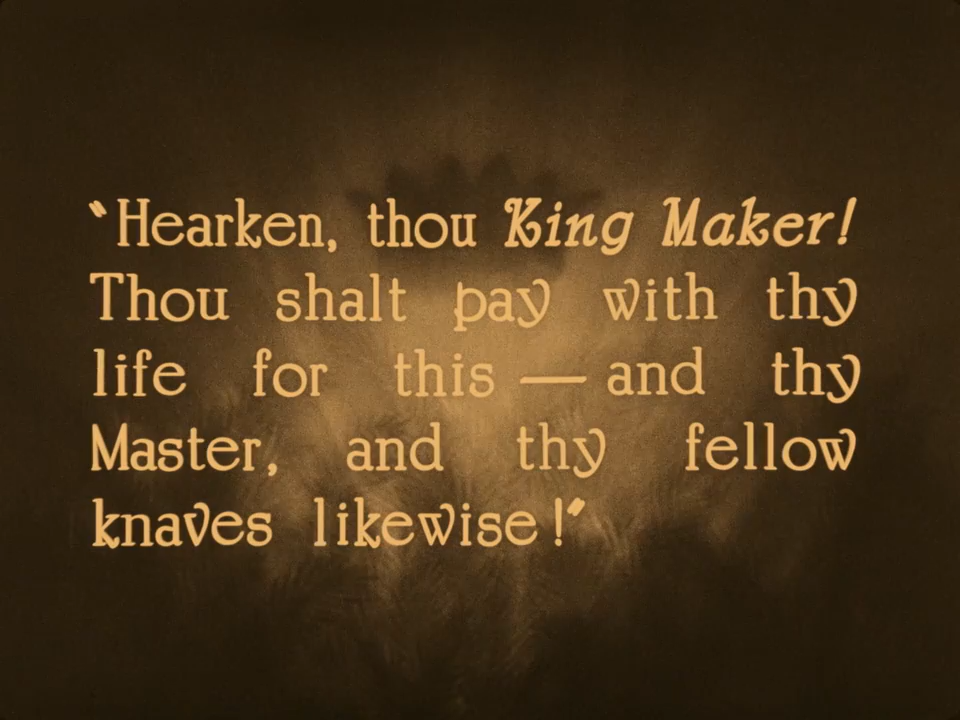 “Hearken, thou King Maker!
Thou shalt pay with thy
life for this — and thy
Master, and thy fellow
knaves likewise!”